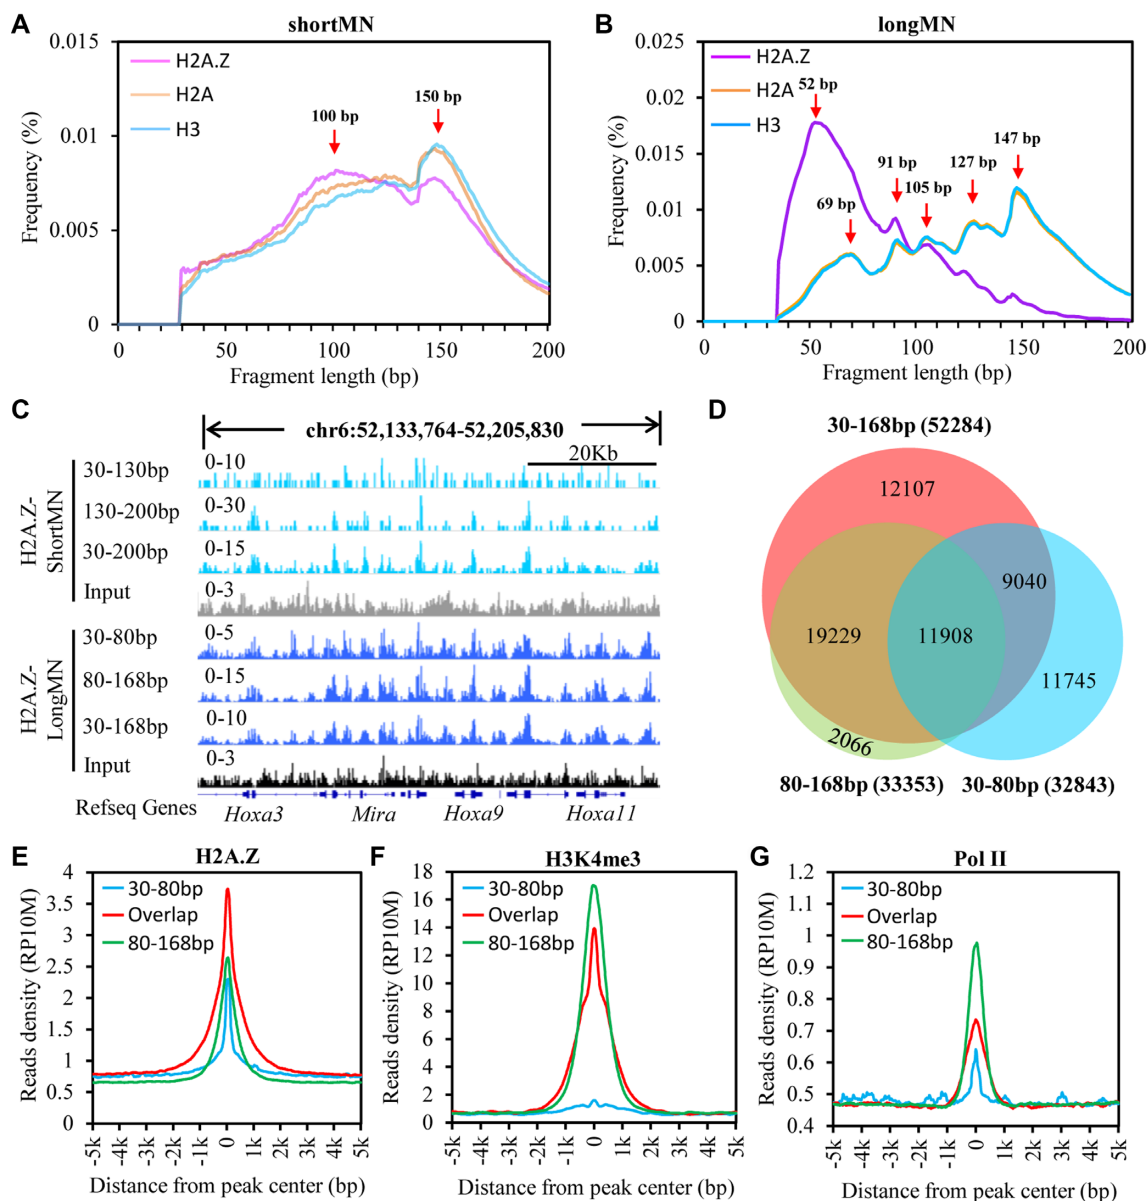 A
shortMN
0.015
0.01
0.005
0
Frequency (%)
H2A.Z
H2A
H3
100 bp
150 bp
0
50
100
150
200
Fragment length (bp)
B
longMN
0.025
0.02
0.015
0.01
0.005
0
Frequency (%)
H2A.Z
H2A
H3
52 bp
69 bp
91 bp
105 bp
127 bp
147 bp
0
50
100
150
200
Fragment length (bp)
C
chr6:52,133,764-52,205,830
20Kb
H2A.Z-
ShortMN
30-130bp
0-10
130-200bp
0-30
30-200bp
0-15
Input
0-3
H2A.Z-
LongMN
30-80bp
0-5
80-168bp
0-15
30-168bp
0-10
Input
0-3
Refseq Genes
Hoxa3
Mira
Hoxa9
Hoxa11
D
30-168bp (52284)
12107
9040
19229
11908
11745
2066
80-168bp (33353)
30-80bp (32843)
E
H2A.Z
4
3.5
3
2.5
2
1.5
1
0.5
0
Reads density (RP10M)
30-80bp
Overlap
80-168bp
-5k
-4k
-3k
-2k
-1k
0
1k
2k
3k
4k
5k
Distance from peak center (bp)
F
H3K4me3
18
16
14
12
10
8
6
4
2
0
Reads density (RP10M)
30-80bp
Overlap
80-168bp
-5k
-4k
-3k
-2k
-1k
0
1k
2k
3k
4k
5k
Distance from peak center (bp)
G
Pol II
1.2
1.1
1
0.9
0.8
0.7
0.6
0.5
0.4
Reads density (RP10M)
30-80bp
Overlap
80-168bp
-5k
-4k
-3k
-2k
-1k
0
1k
2k
3k
4k
5k
Distance from peak center (bp)